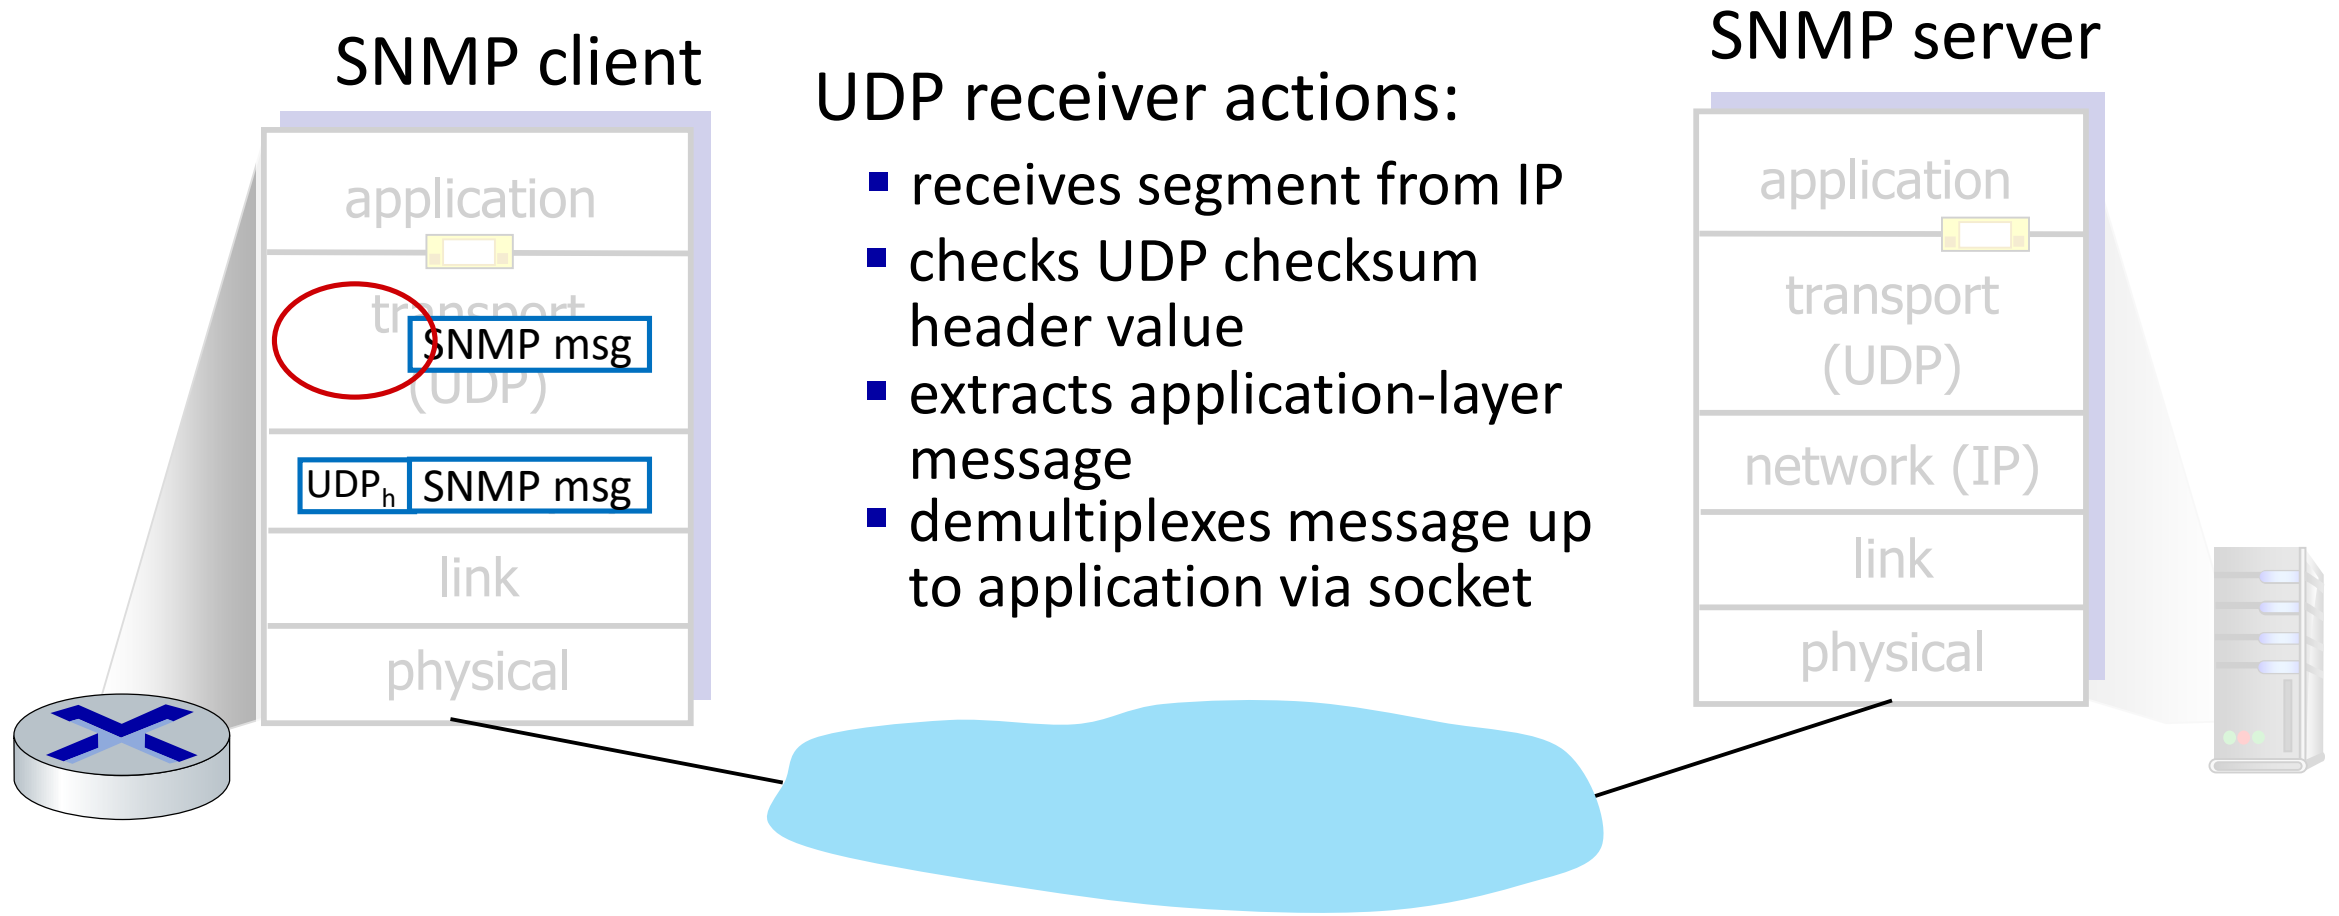 SNMP client
application
transport
SNMP msg
(UDP)
UDPh SNMP msg
link
physical
UDP receiver actions:
receives segment from IP
checks UDP checksum
header value
extracts application-layer
message
demultiplexes message up
to application via socket
SNMP server
application
transport
(UDP)
network (IP)
link
physical